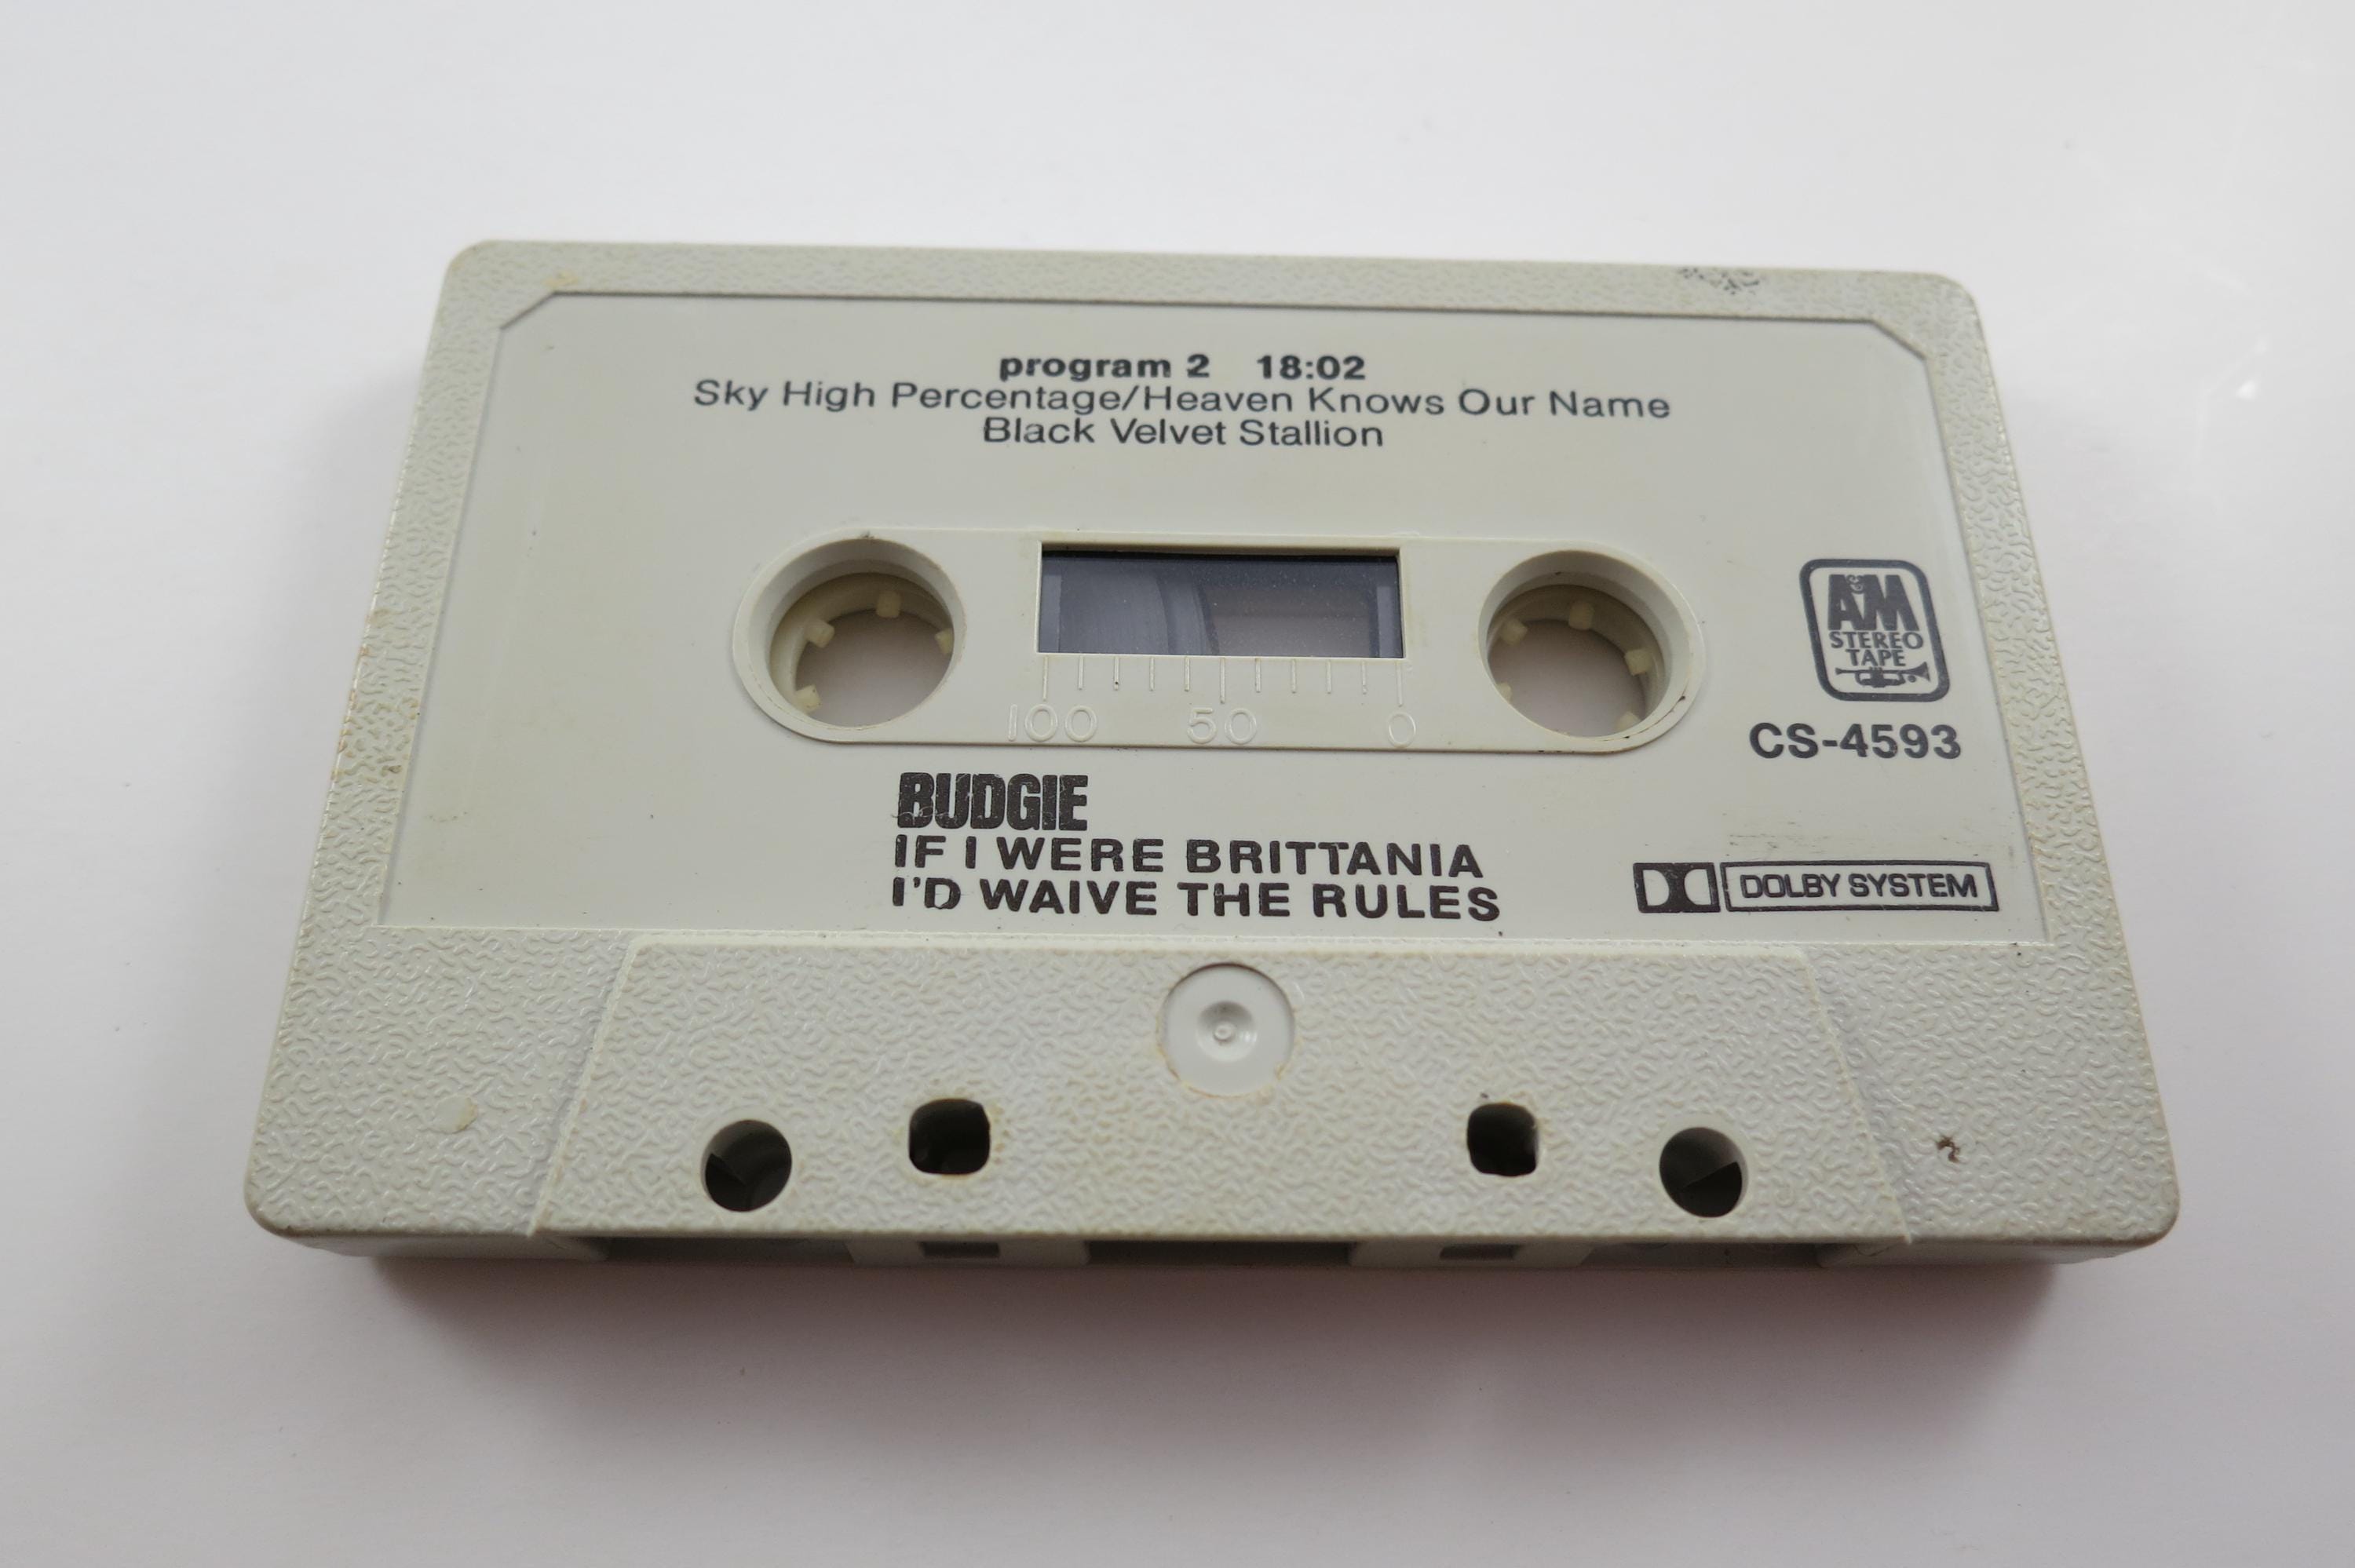 program 2 18:02
Sky High Percentage/Heaven Knows Our Name
Black Velvet Stallion
100 50 0
A&M
STEREO
TAPE
CS-4593
BUDGIE
IF I WERE BRITTANIA
I'D WAIVE THE RULES
DOLBY SYSTEM